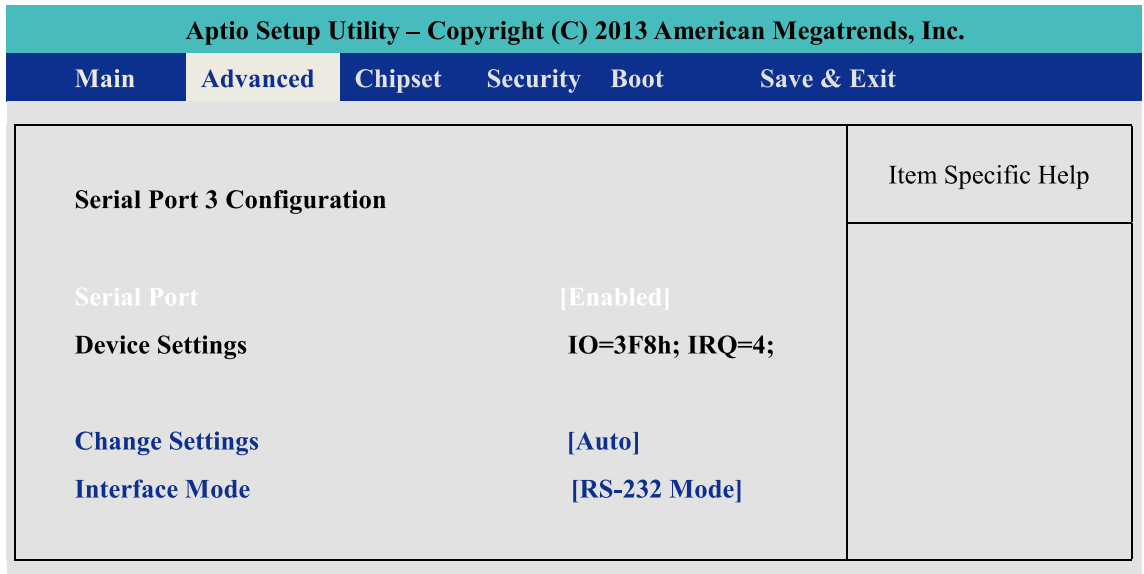 Aptio Setup Utility – Copyright (C) 2013 American Megatrends, Inc.
Main Advanced Chipset Security Boot Save & Exit
Item Specific Help
Serial Port 3 Configuration
Serial Port [Enabled]
Device Settings IO=3F8h; IRQ=4;
Change Settings [Auto]
Interface Mode [RS-232 Mode]